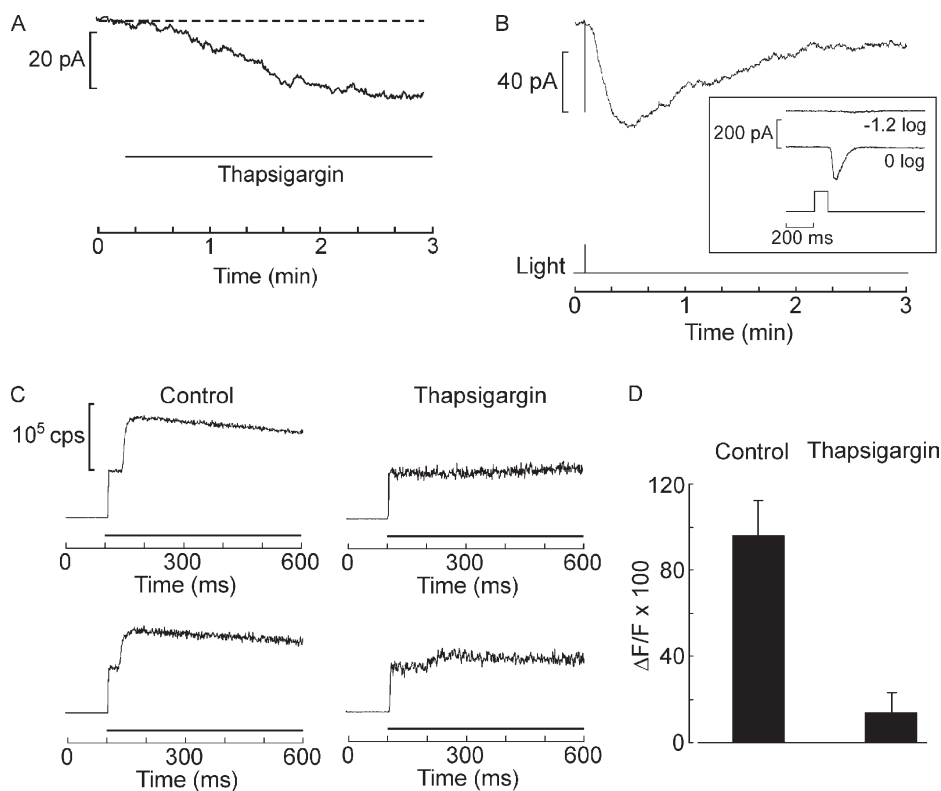 A
20 pA
Thapsigargin
0 1 2 3
Time (min)
B
40 pA
200 pA
-1.2 log
0 log
200 ms
Light
0 1 2 3
Time (min)
C
Control
Thapsigargin
10⁵ cps
0 300 600
Time (ms)
0 300 600
Time (ms)
0 300 600
Time (ms)
0 300 600
Time (ms)
D
Control Thapsigargin
120
80
40
0
ΔF/F x 100